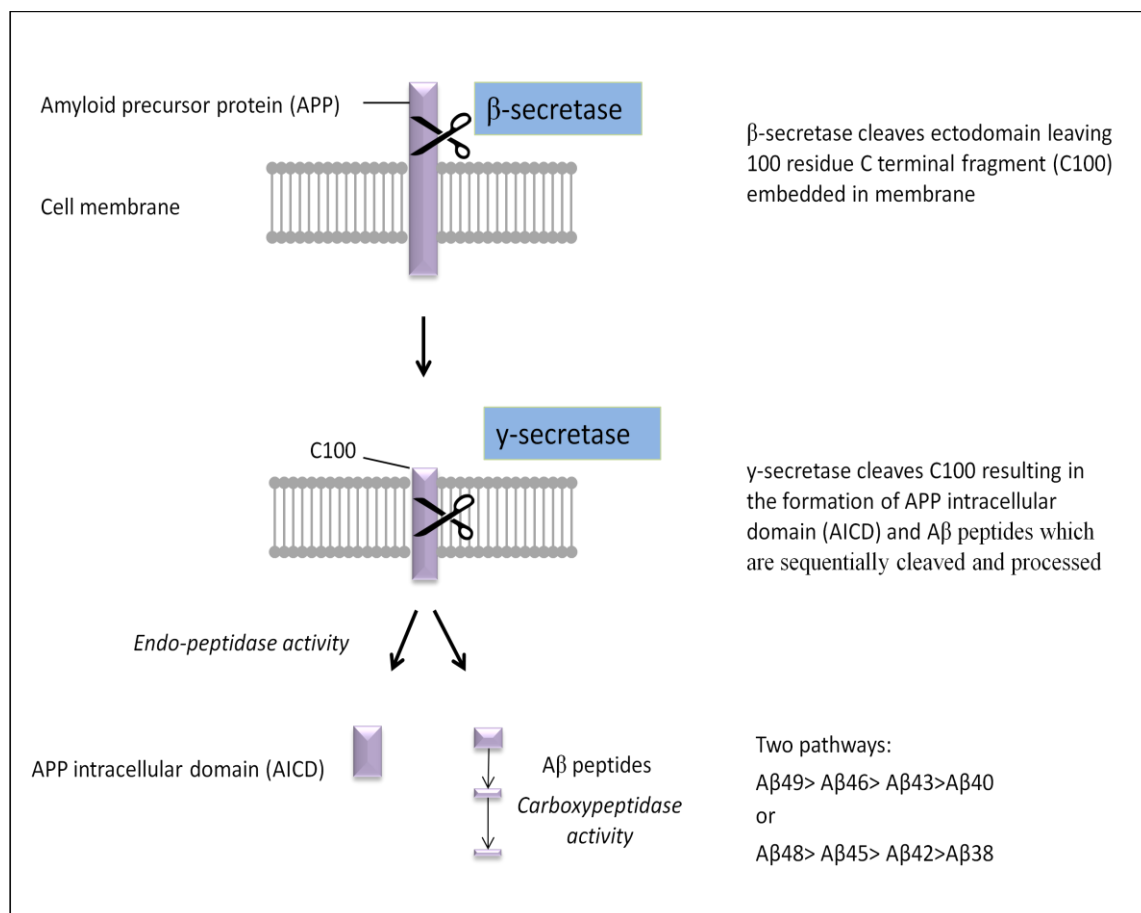 Amyloid precursor protein (APP)
β-secretase
β-secretase cleaves ectodomain leaving
100 residue C terminal fragment (C100)
embedded in membrane
Cell membrane
γ-secretase
C100
γ-secretase cleaves C100 resulting in
the formation of APP intracellular
domain (AICD) and Aβ peptides which
are sequentially cleaved and processed
Endo-peptidase activity
APP intracellular domain (AICD)
Aβ peptides
Carboxypeptidase
activity
Two pathways:
Aβ49> Aβ46> Aβ43>Aβ40
or
Aβ48> Aβ45> Aβ42>Aβ38